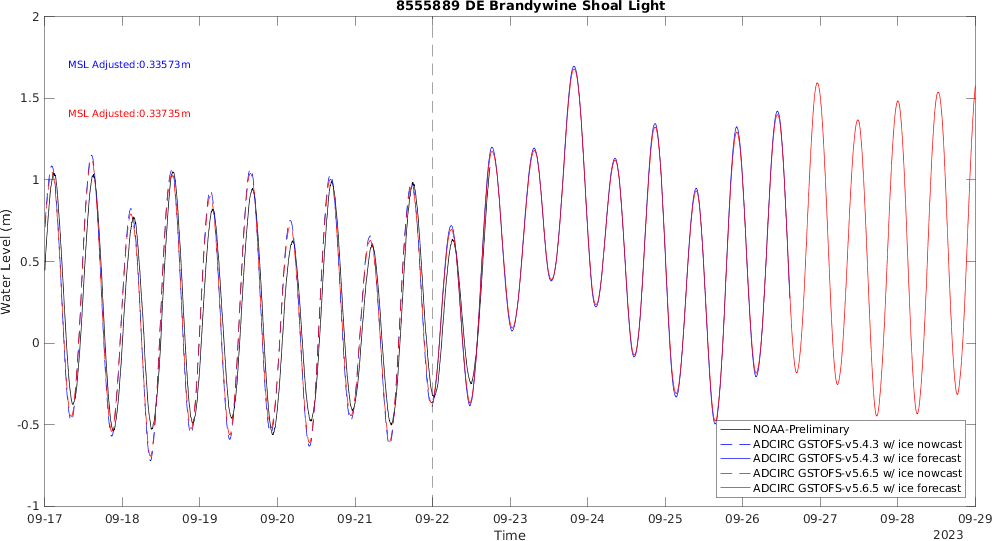 8555889 DE Brandywine Shoal Light
MSL Adjusted:0.33573m
MSL Adjusted:0.33735m
Water Level (m)
2
1.5
1
0.5
0
-0.5
-1
NOAA-Preliminary
ADCIRC GSTOFS-v5.4.3 w/ ice nowcast
ADCIRC GSTOFS-v5.4.3 w/ ice forecast
ADCIRC GSTOFS-v5.6.5 w/ ice nowcast
ADCIRC GSTOFS-v5.6.5 w/ ice forecast
09-17 09-18 09-19 09-20 09-21 09-22 09-23 09-24 09-25 09-26 09-27 09-28 09-29
Time
2023